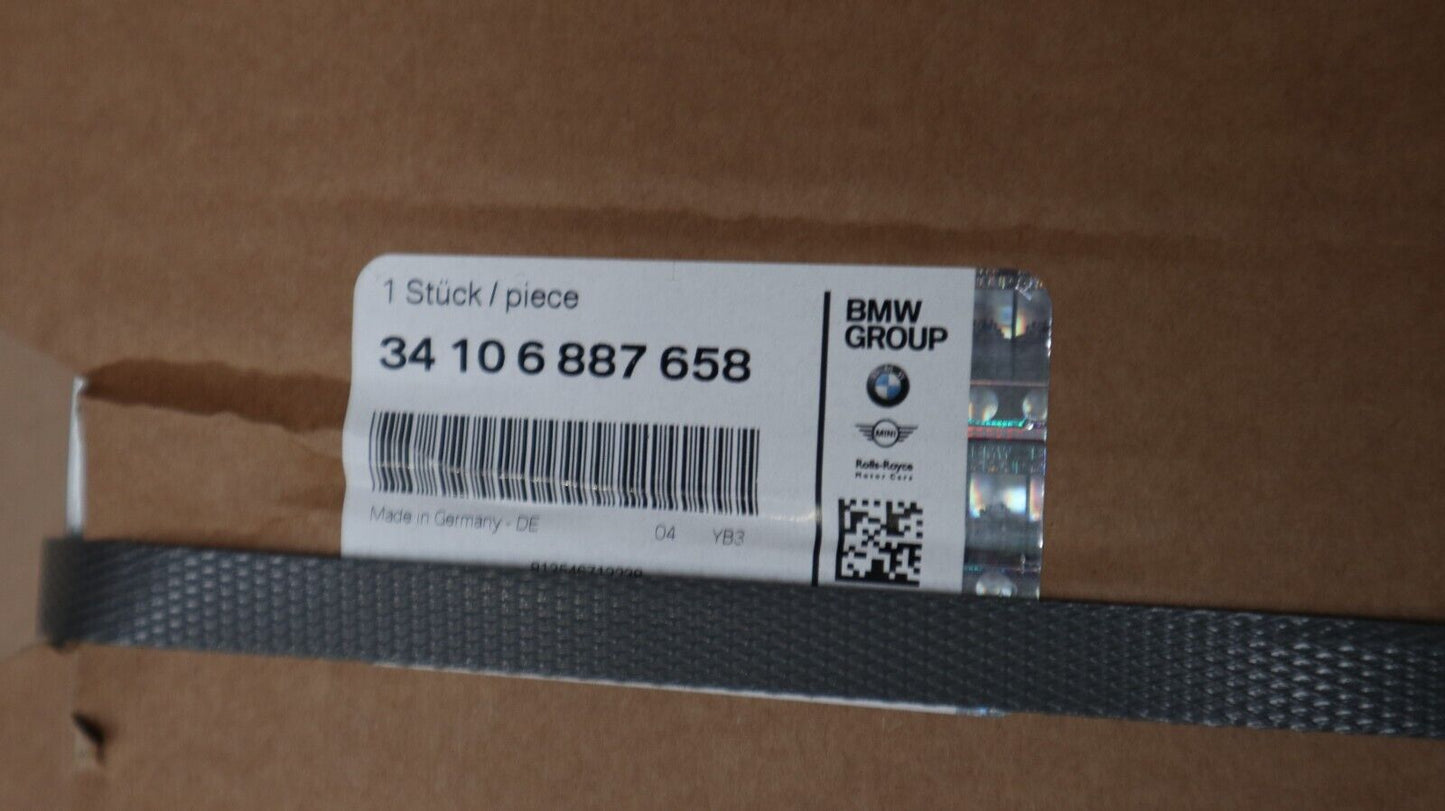 1 Stück / piece
34 10 6 887 658
Made in Germany - DE 04 YB3
BMW
GROUP
MINI
Rolls-Royce
Motor Cars